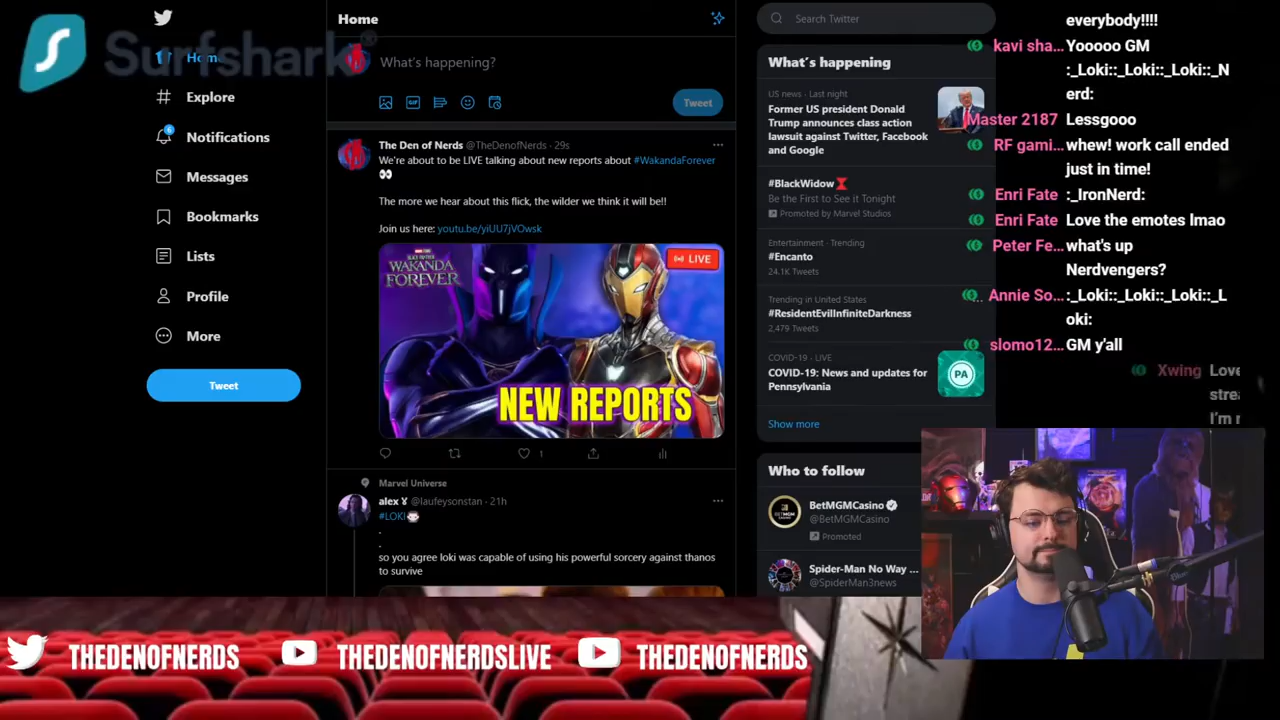 Surfshark
Home
Explore
6
Notifications
Messages
Bookmarks
Lists
Profile
More
Tweet
Home
What's happening?
GIF
Tweet
The Den of Nerds @TheDenofNerds · 29s
We're about to be LIVE talking about new reports about #WakandaForever
👀
The more we hear about this flick, the wilder we think it will be!!
Join us here: youtu.be/yiUU7jVOwsk
WAKANDA
FOREVER
LIVE
NEW REPORTS
1
Marvel Universe
alex @laufeysonstan · 21h
#LOKI
.
.
so you agree loki was capable of using his powerful sorcery against thanos
to survive
Search Twitter
What's happening
US news · Last night
Former US president Donald
Trump announces class action
lawsuit against Twitter, Facebook
and Google
#BlackWidow
Be the First to See it Tonight
Promoted by Marvel Studios
Entertainment · Trending
#Encanto
24.1K Tweets
Trending in United States
#ResidentEvilInfiniteDarkness
2,479 Tweets
COVID-19 · LIVE
COVID-19: News and updates for
Pennsylvania
PA
Show more
Who to follow
BetMGMCasino
@BetMGMCasino
Promoted
Spider-Man No Way ...
@SpiderMan3news
everybody!!!!
kavi sha... Yooooo GM
:_Loki::_Loki::_Loki::_N
erd:
Master 2187 Lessgooo
RF gami... whew! work call ended
just in time!
Enri Fate :_IronNerd:
Enri Fate Love the emotes lmao
Peter Fe... what's up
Nerdvengers?
Annie So... :_Loki::_Loki::_Loki::_L
oki:
slomo12... GM y'all
Xwing Love
strea
I'm
THEDENOFNERDS
THEDENOFNERDSLIVE
THEDENOFNERDS